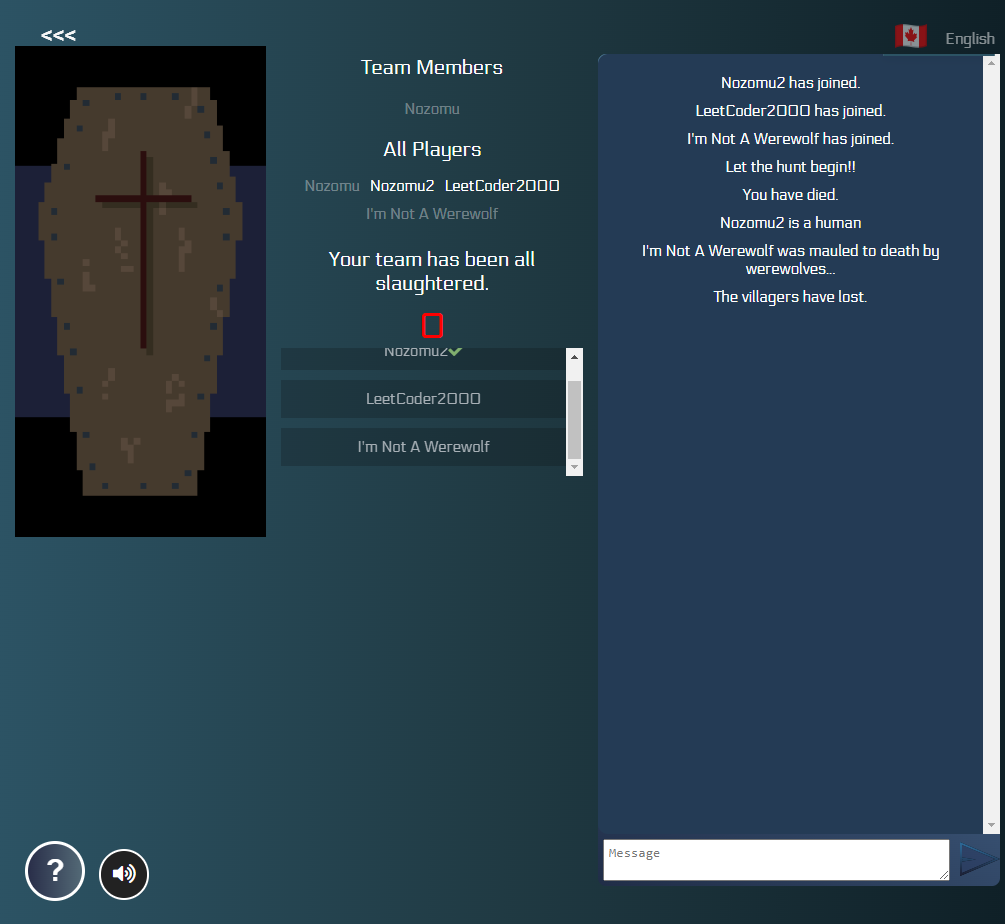 <<<
English
Team Members
Nozomu
All Players
Nozomu Nozomu2 LeetCoder2000
I'm Not A Werewolf
Your team has been all
slaughtered.
Nozomu2
LeetCoder2000
I'm Not A Werewolf
Nozomu2 has joined.
LeetCoder2000 has joined.
I'm Not A Werewolf has joined.
Let the hunt begin!!
You have died.
Nozomu2 is a human
I'm Not A Werewolf was mauled to death by
werewolves...
The villagers have lost.
Message
?